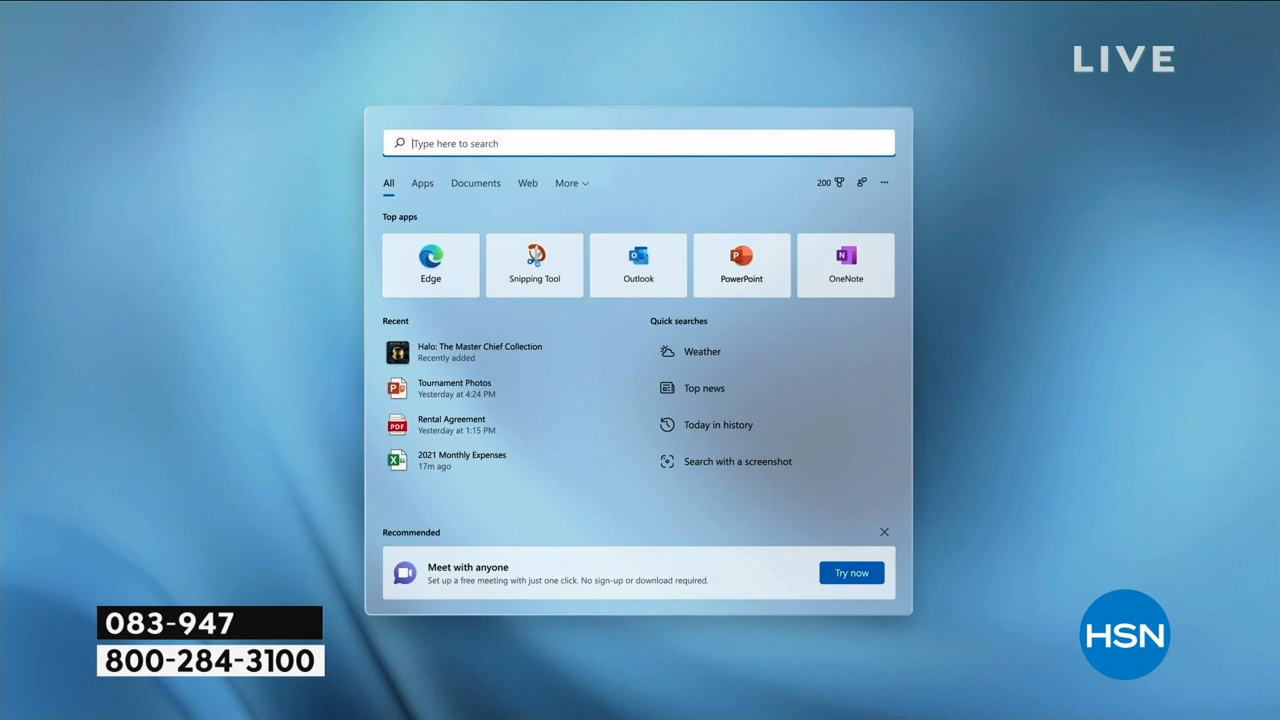 LIVE
Type here to search
All Apps Documents Web More 200
Top apps
Edge Snipping Tool Outlook PowerPoint OneNote
Recent
Halo: The Master Chief Collection
Recently added
Tournament Photos
Yesterday at 4:24 PM
Rental Agreement
Yesterday at 1:15 PM
2021 Monthly Expenses
17m ago
Quick searches
Weather
Top news
Today in history
Search with a screenshot
Recommended
Meet with anyone
Set up a free meeting with just one click. No sign-up or download required.
Try now
083-947
800-284-3100
HSN